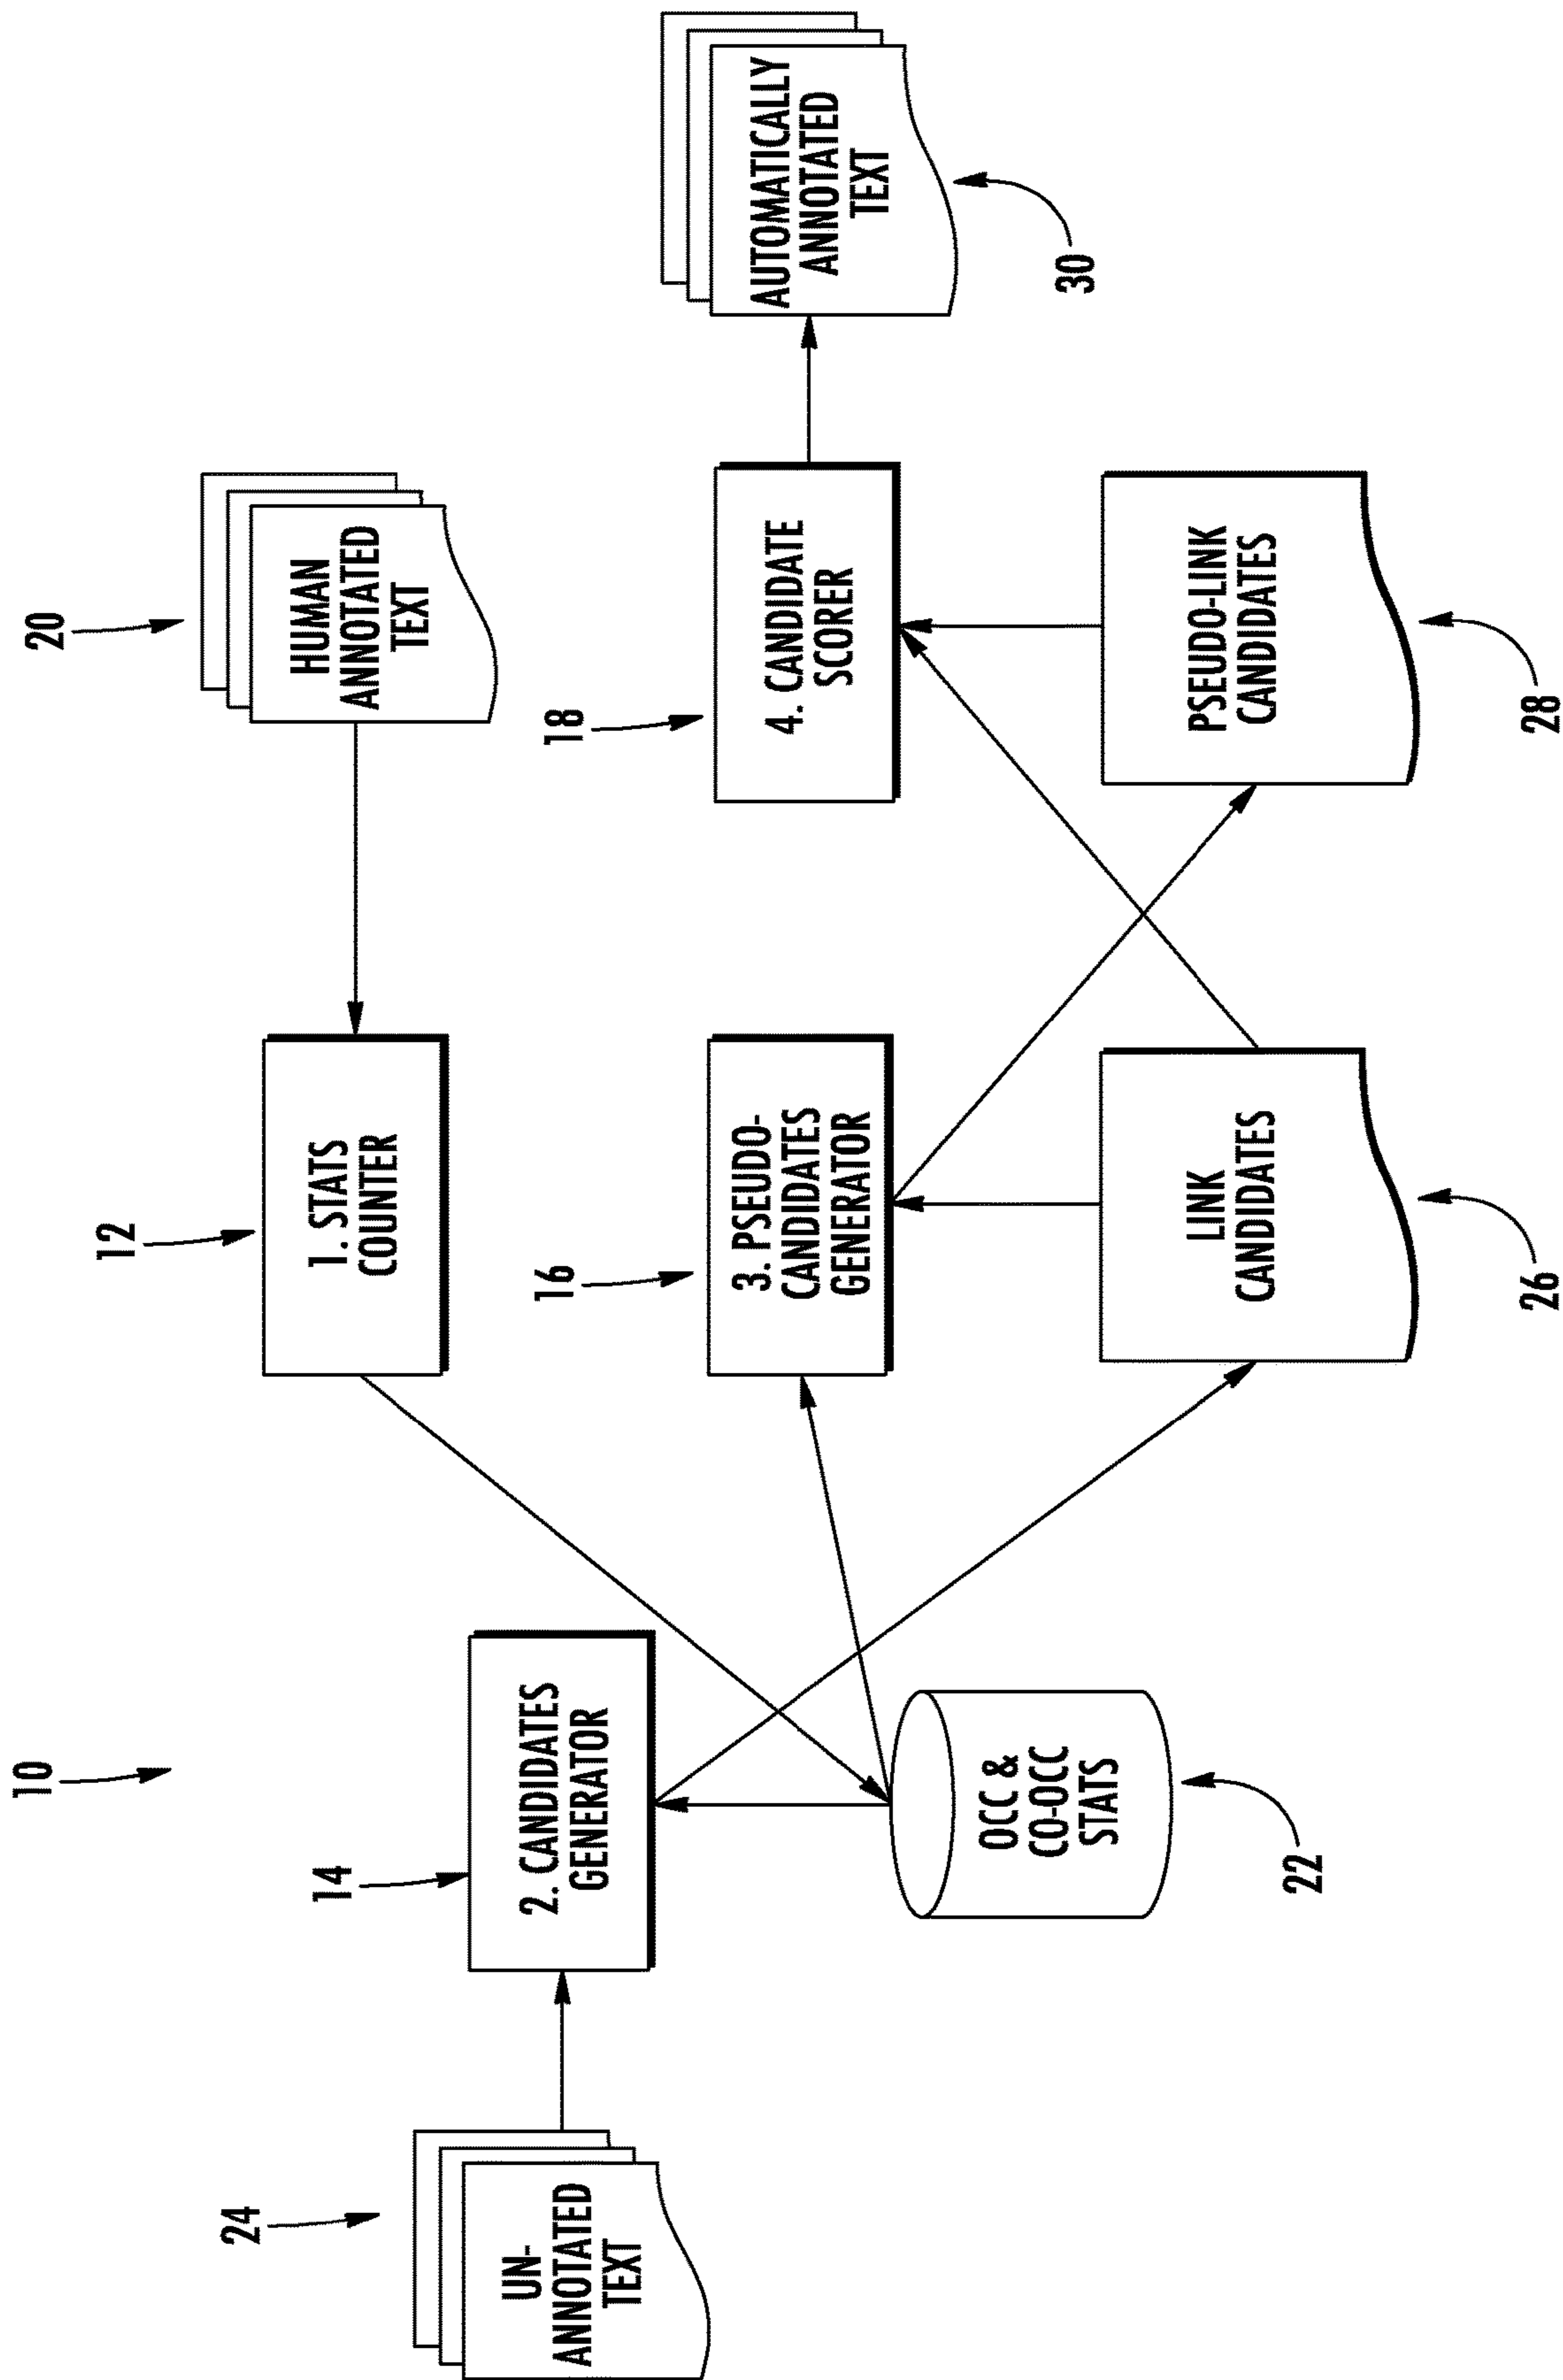 10
20
HUMAN
ANNOTATED
TEXT
12
1. STATS
COUNTER
24
UN-
ANNOTATED
TEXT
14
2. CANDIDATES
GENERATOR
16
3. PSEUDO-
CANDIDATES
GENERATOR
18
4. CANDIDATE
SCORER
AUTOMATICALLY
ANNOTATED
TEXT
30
OCC &
CO-OCC
STATS
22
LINK
CANDIDATES
26
PSEUDO-LINK
CANDIDATES
28